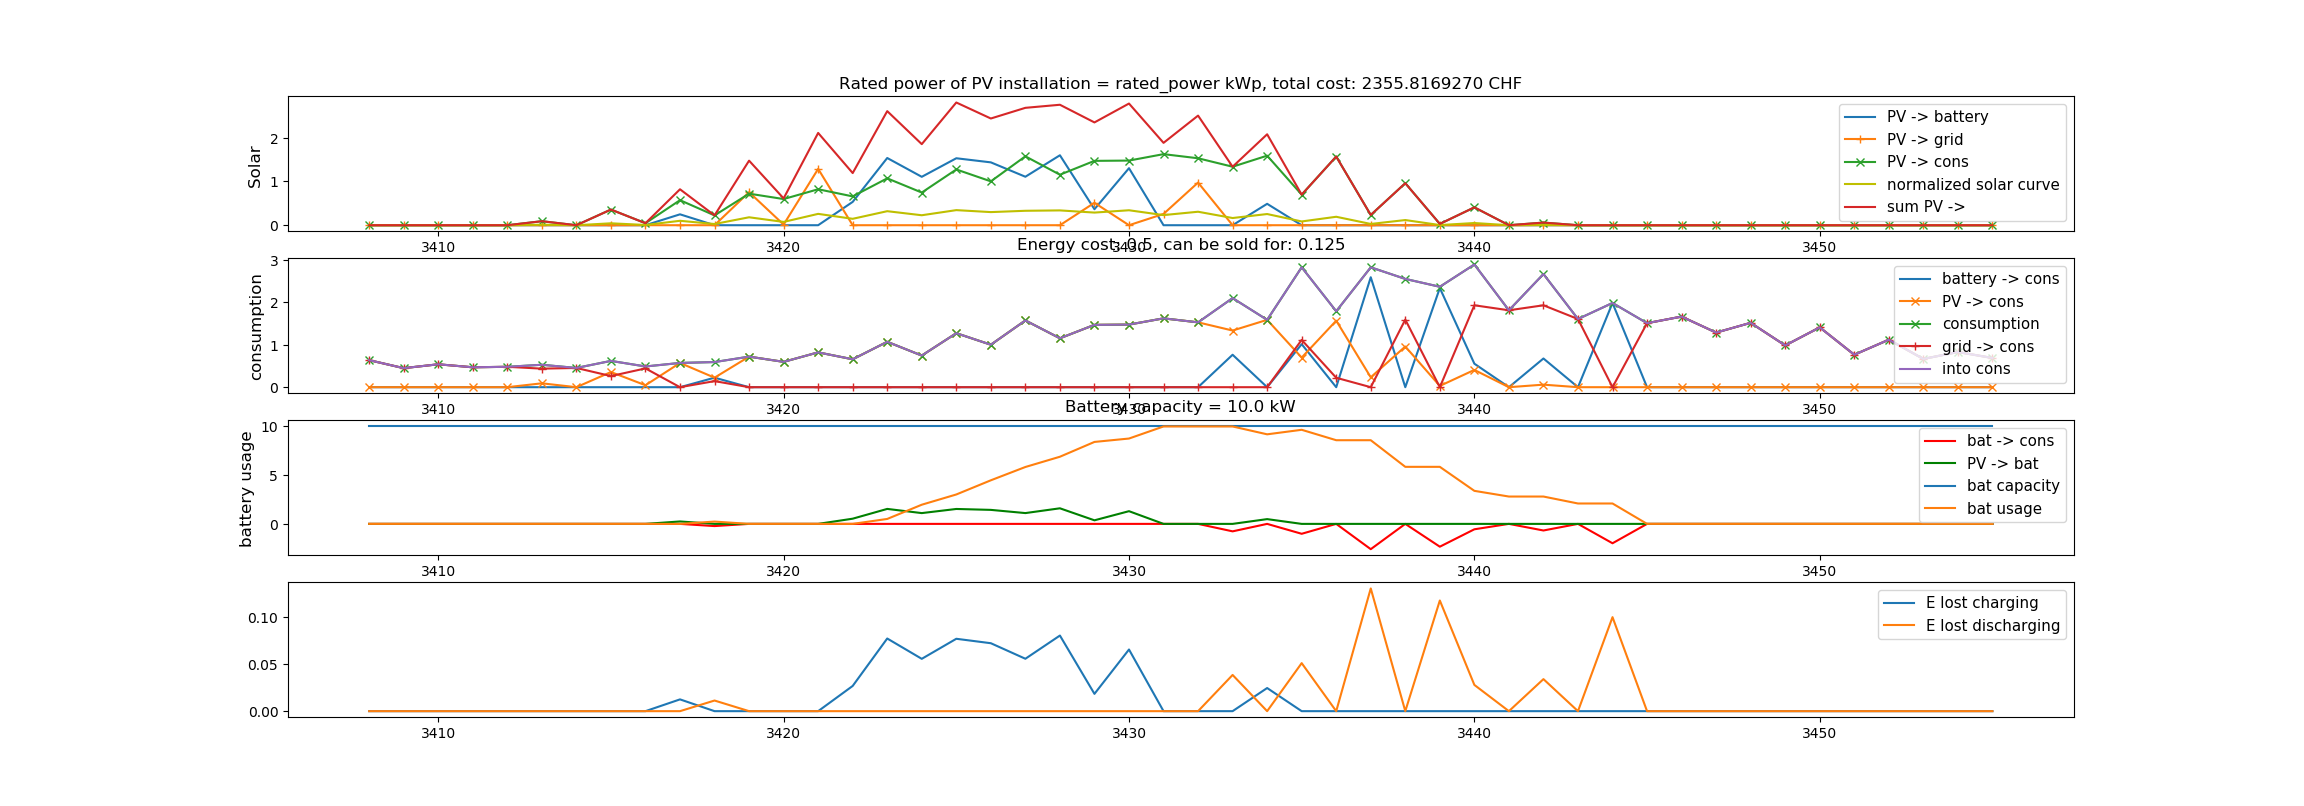 Rated power of PV installation = rated_power kWp, total cost: 2355.8169270 CHF
Solar
2
1
0
PV -> battery
PV -> grid
PV -> cons
normalized solar curve
sum PV ->
3410 3420 3430 3440 3450
Energy cost: 0.5, can be sold for: 0.125
consumption
3
2
1
0
battery -> cons
PV -> cons
consumption
grid -> cons
into cons
3410 3420 3430 3440 3450
Battery capacity = 10.0 kW
battery usage
10
5
0
bat -> cons
PV -> bat
bat capacity
bat usage
3410 3420 3430 3440 3450
0.10
0.05
0.00
E lost charging
E lost discharging
3410 3420 3430 3440 3450